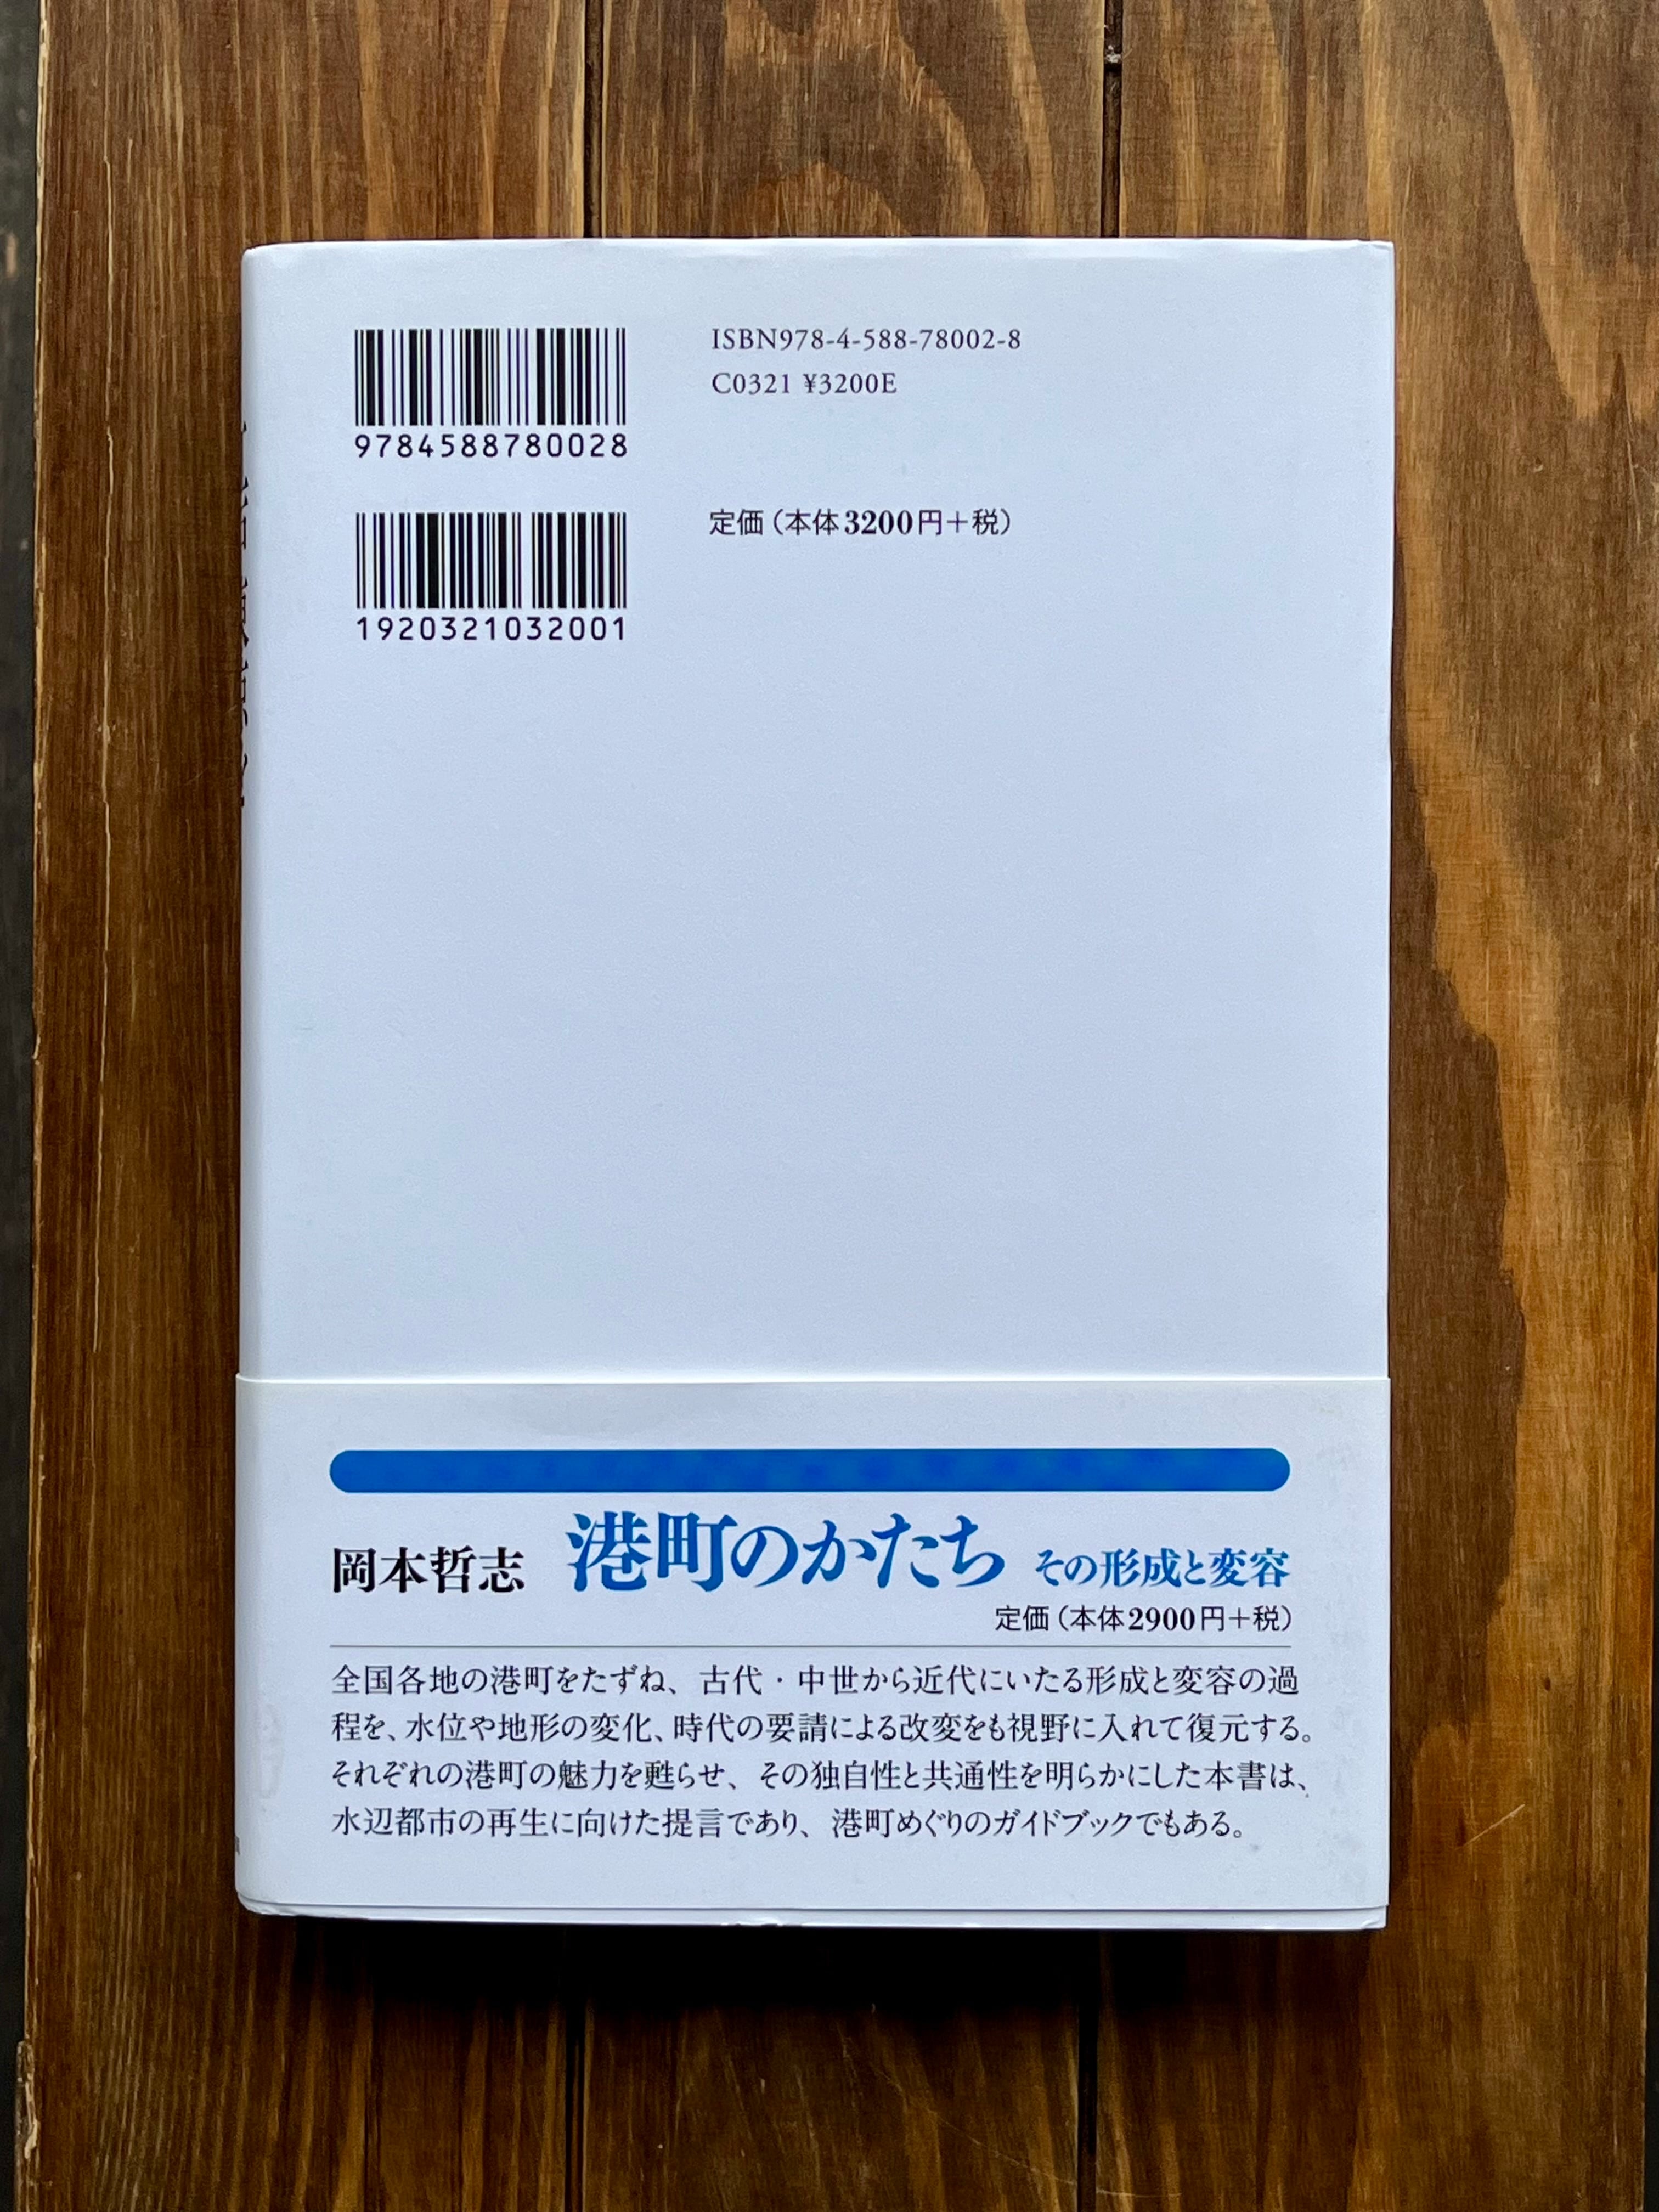 ISBN978-4-588-78002-8
C0321 ¥3200E
9784588780028
定価（本体3200円＋税）
1920321032001
岡本哲志 港町のかたち その形成と変容
定価（本体2900円＋税）
全国各地の港町をたずね、古代・中世から近代にいたる形成と変容の過
程を、水位や地形の変化、時代の要請による改変をも視野に入れて復元する。
それぞれの港町の魅力を甦らせ、その独自性と共通性を明らかにした本書は、
水辺都市の再生に向けた提言であり、港町めぐりのガイドブックでもある。